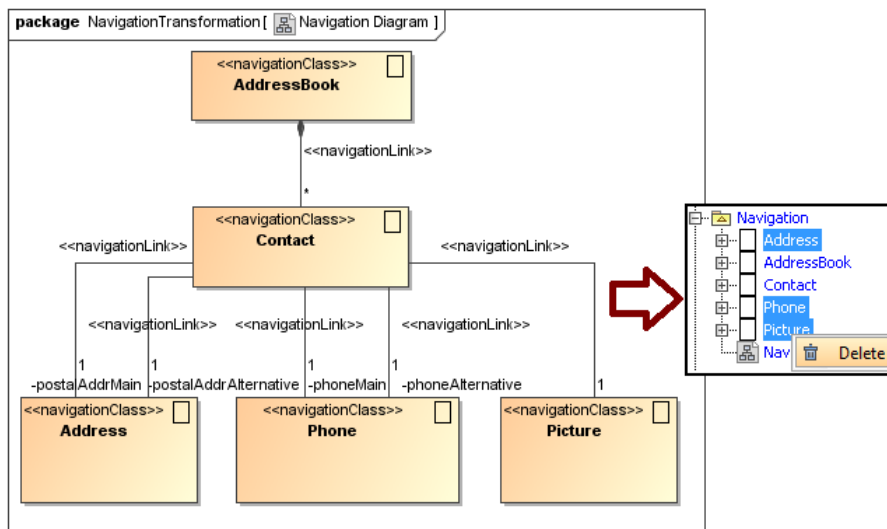 package NavigationTransformation [ Navigation Diagram ]
<<navigationClass>>
AddressBook
<<navigationLink>>
*
<<navigationClass>>
Contact
<<navigationLink>>
<<navigationLink>>
<<navigationLink>>
<<navigationLink>>
<<navigationLink>>
1
1
1
1
1
-postalAddrMain
-postalAddrAlternative
-phoneMain
-phoneAlternative
<<navigationClass>>
Address
<<navigationClass>>
Phone
<<navigationClass>>
Picture
Navigation
Address
AddressBook
Contact
Phone
Picture
Nav
Delete